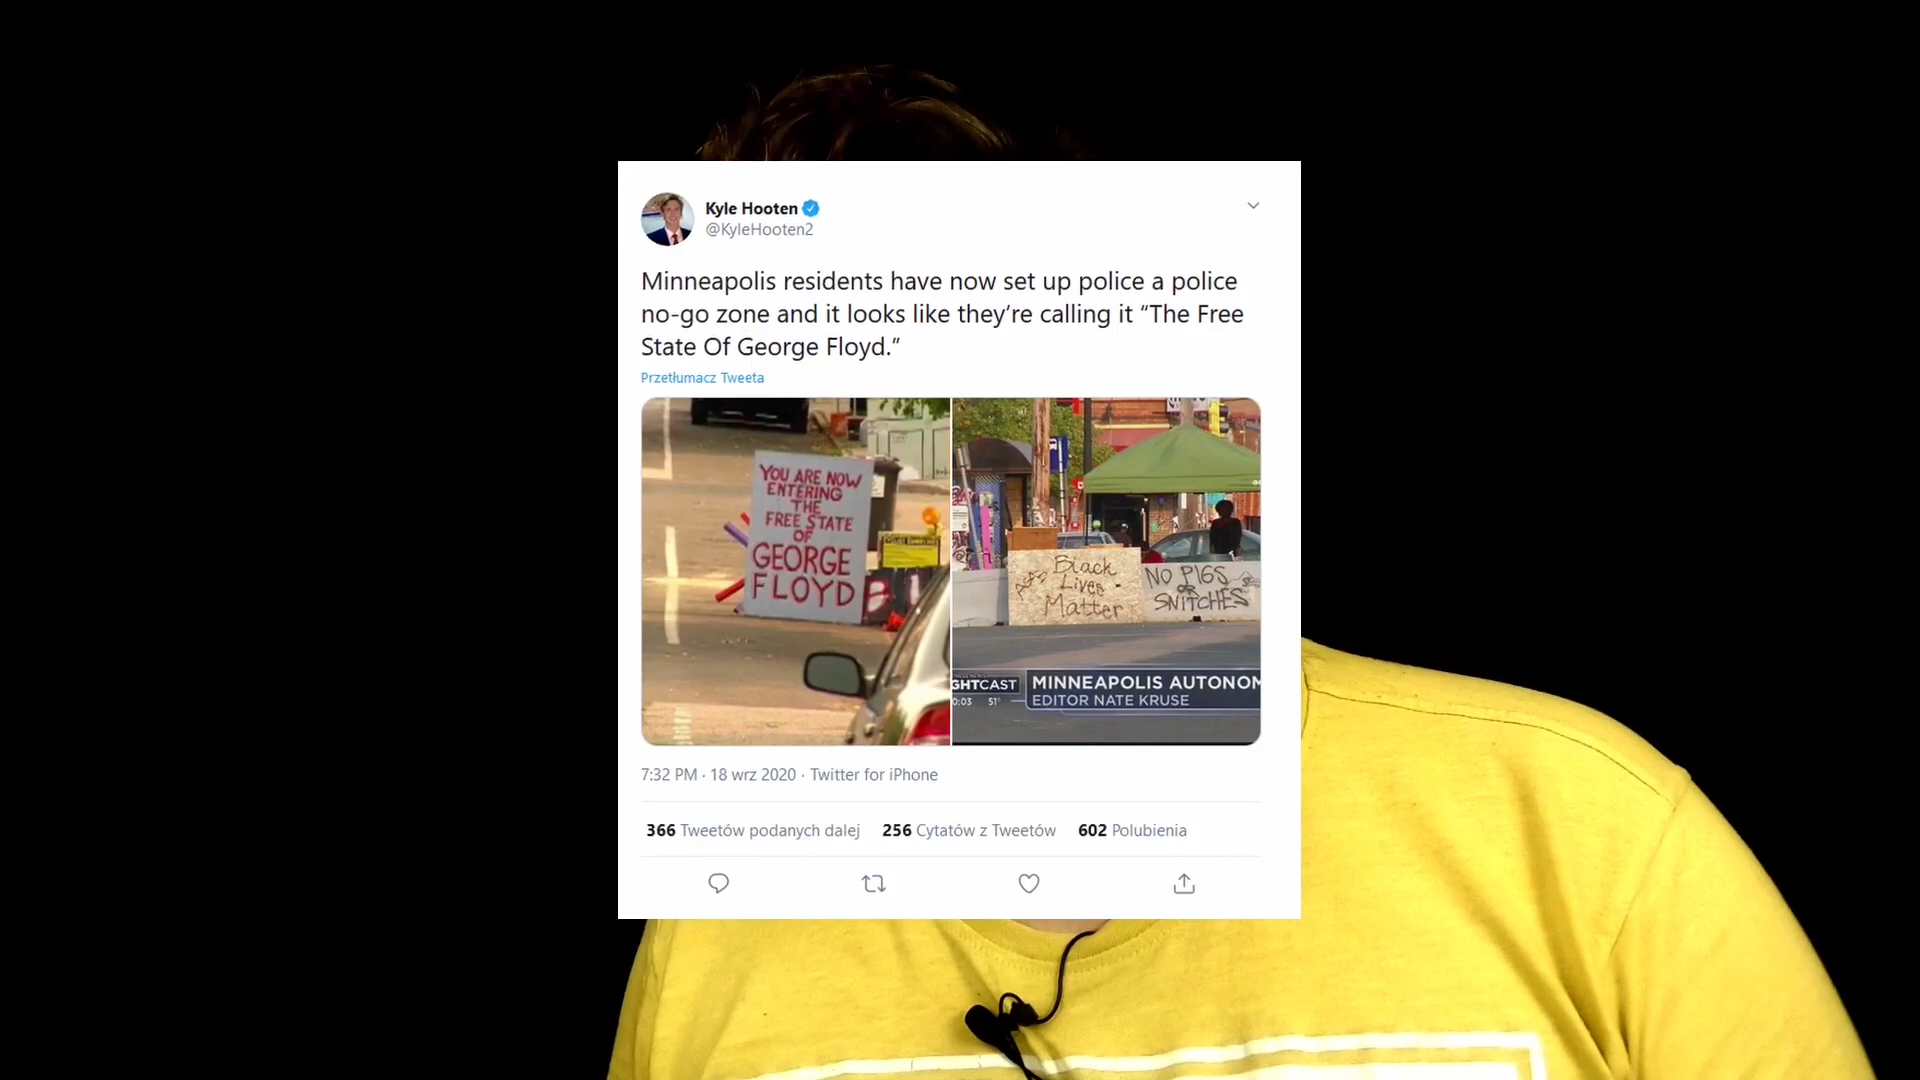 Kyle Hooten
@KyleHooten2
Minneapolis residents have now set up police a police
no-go zone and it looks like they’re calling it “The Free
State Of George Floyd.”
Przetłumacz Tweeta
YOU ARE NOW
ENTERING
THE
FREE STATE
OF
GEORGE
FLOYD
Black
Lives
Matter
NO PIGS
OR
SNITCHES
GHTCAST
0:03 51°
MINNEAPOLIS AUTONOM
EDITOR NATE KRUSE
7:32 PM · 18 wrz 2020 · Twitter for iPhone
366 Tweetów podanych dalej 256 Cytatów z Tweetów 602 Polubienia